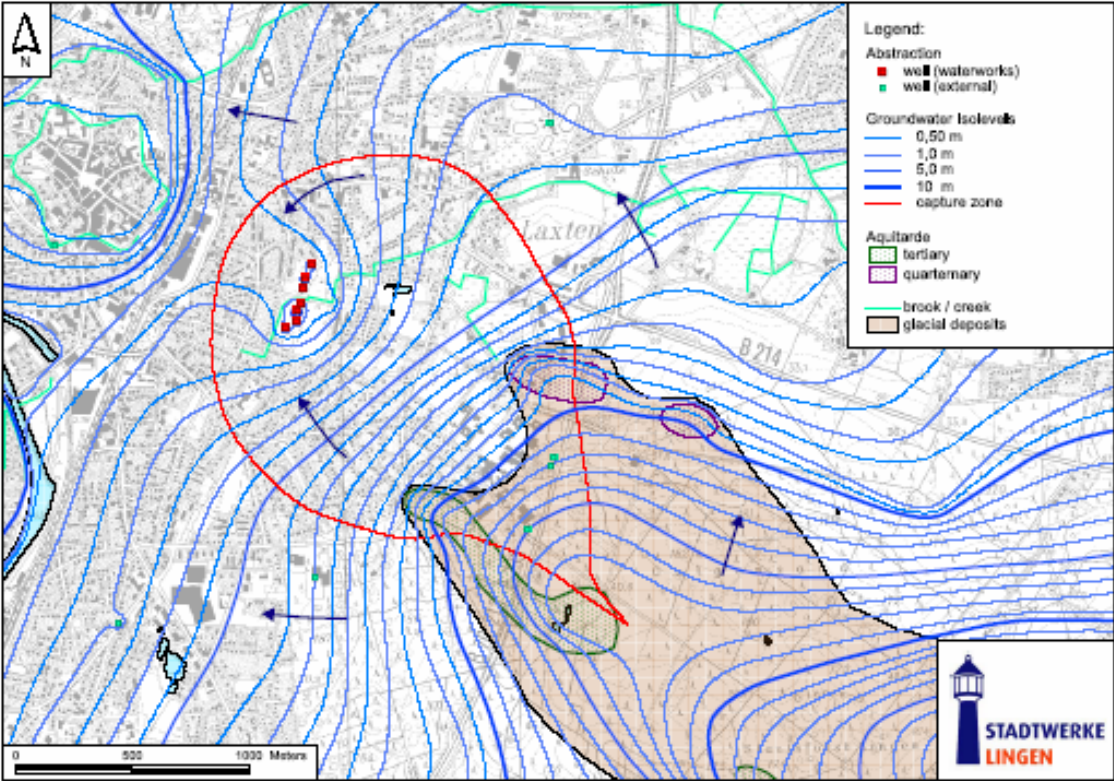 N
Legend:
Abstraction
well (waterworks)
well (external)
Groundwater Isolevels
0,50 m
1,0 m
5,0 m
10 m
capture zone
Aquitarde
tertiary
quarternary
brook / creek
glacial deposits
Schule
Laxten
B 214
0 500 1000 Meters
STADTWERKE
LINGEN